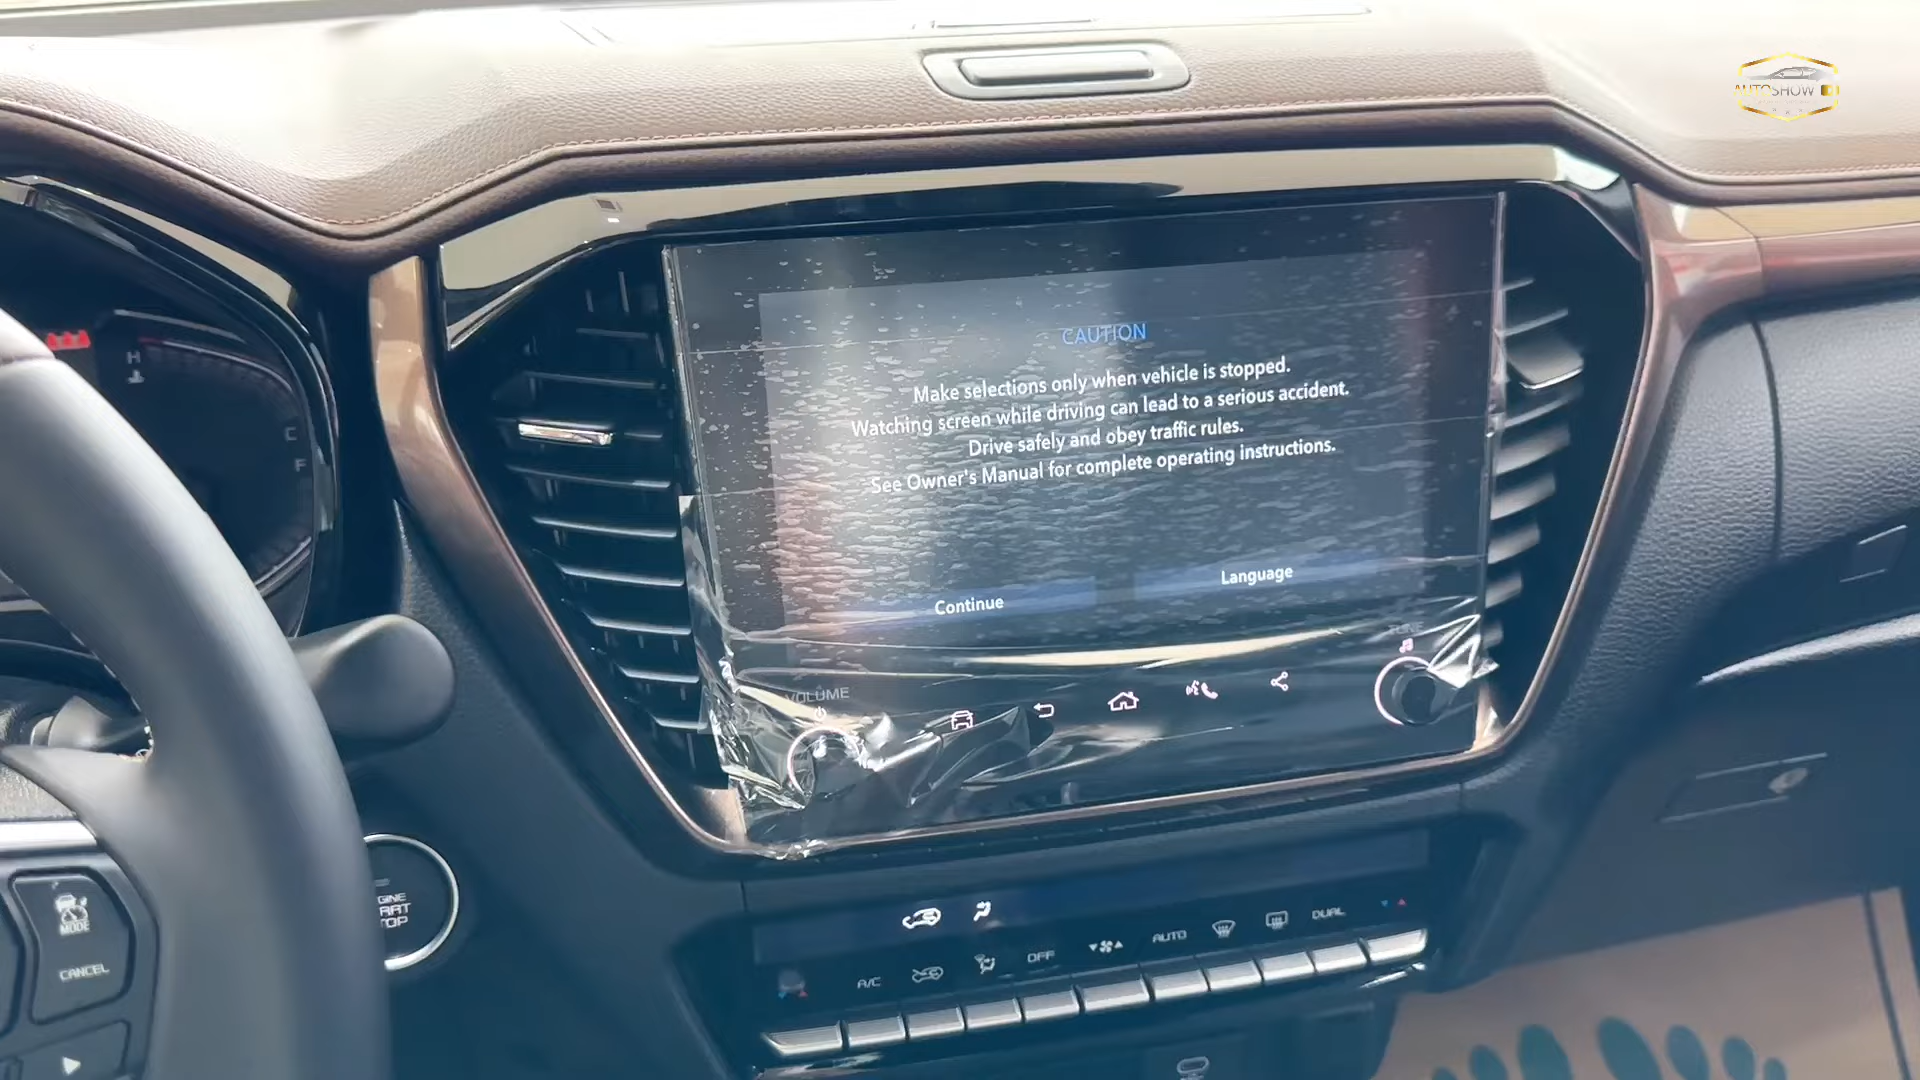 AUTOSHOW
H
C
F
CAUTION
Make selections only when vehicle is stopped.
Watching screen while driving can lead to a serious accident.
Drive safely and obey traffic rules.
See Owner's Manual for complete operating instructions.
Continue
Language
VOLUME
TUNE
MODE
CANCEL
A/C
OFF
AUTO
DUAL